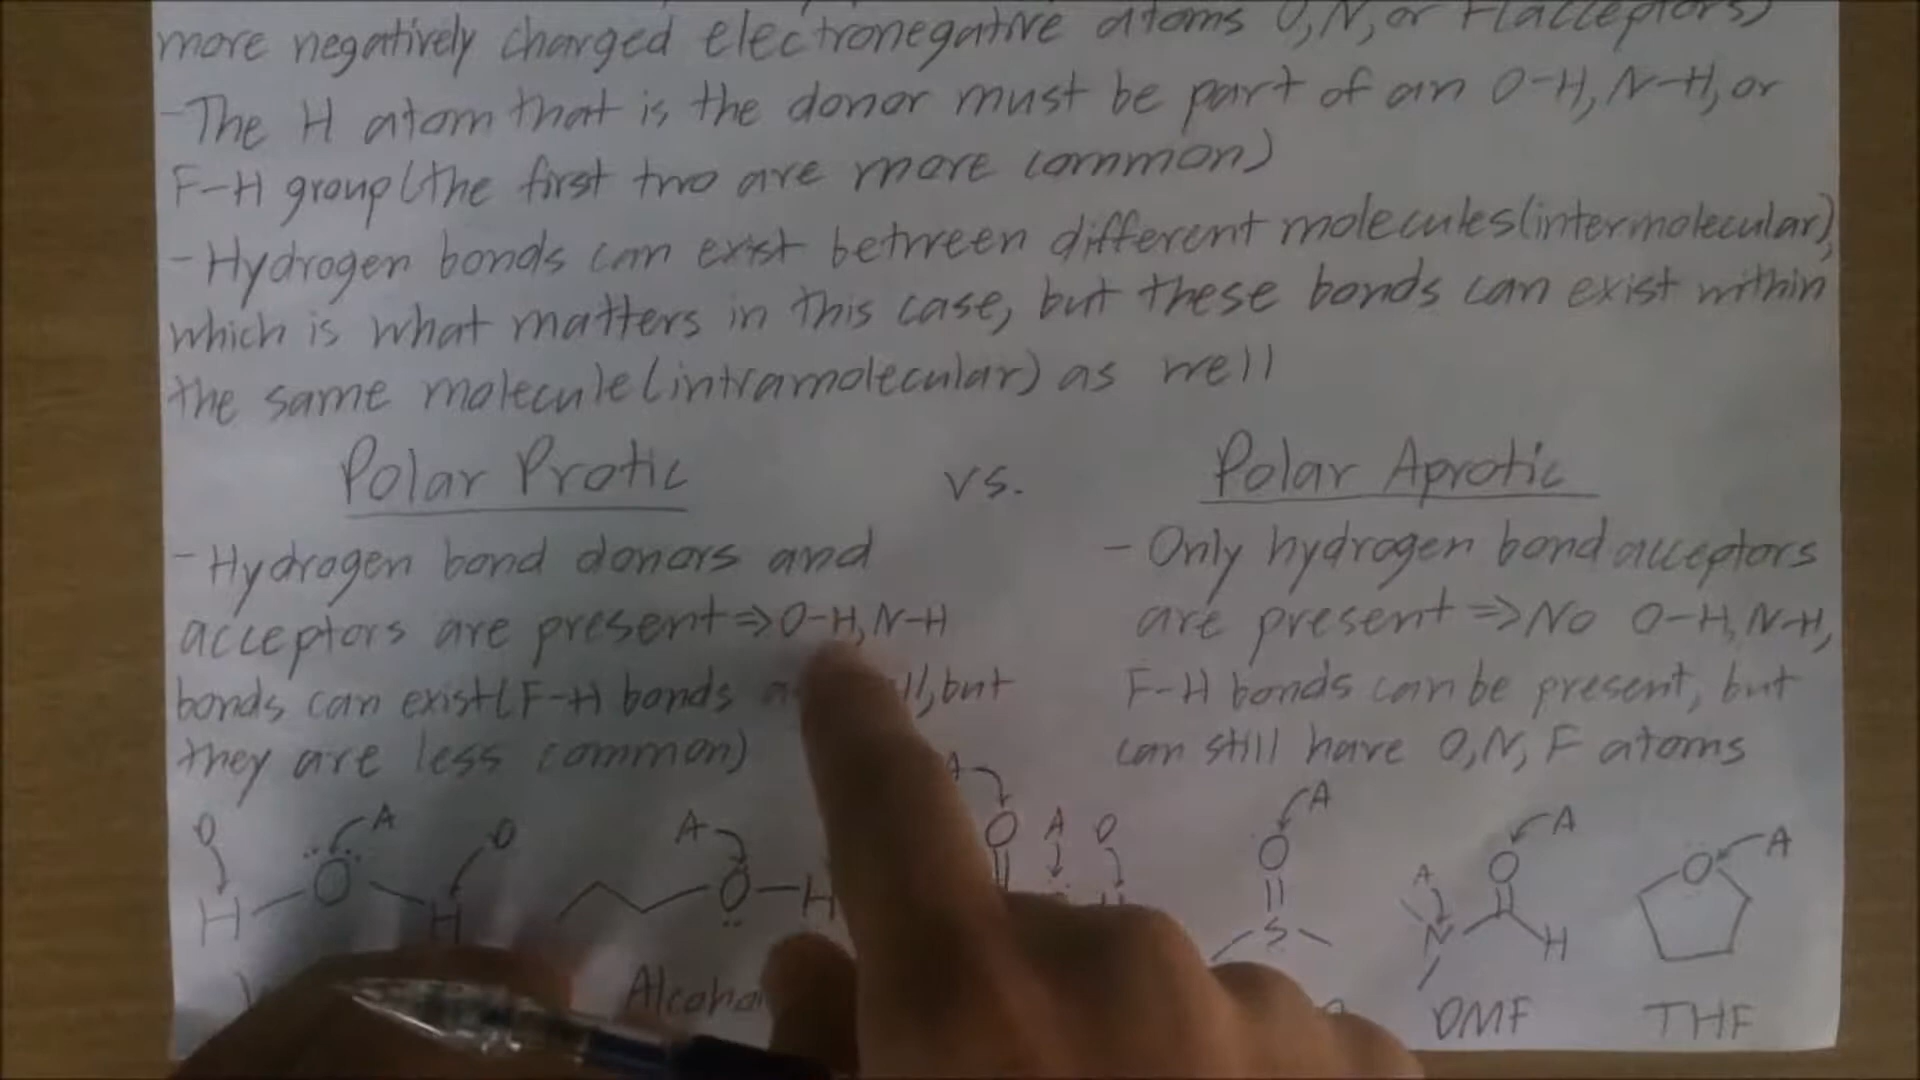 more negatively charged electronegative atoms O, N, or F(acceptors)
-The H atom that is the donor must be part of an O-H, N-H, or
F-H group(the first two are more common)
-Hydrogen bonds can exist between different molecules(intermolecular),
which is what matters in this case, but these bonds can exist within
the same molecule(intramolecular) as well
Polar Protic vs. Polar Aprotic
-Hydrogen bond donors and
acceptors are present⇒O-H, N-H
bonds can exist(F-H bonds but
they are less common)
-Only hydrogen bond acceptors
are present⇒No O-H, N-H,
F-H bonds can be present, but
can still have O, N, F atoms
D A D
H O H
A
O-H
A
O A D
A
O
S
A
O
A
N H
A
O
Alcoho
DMF
THF